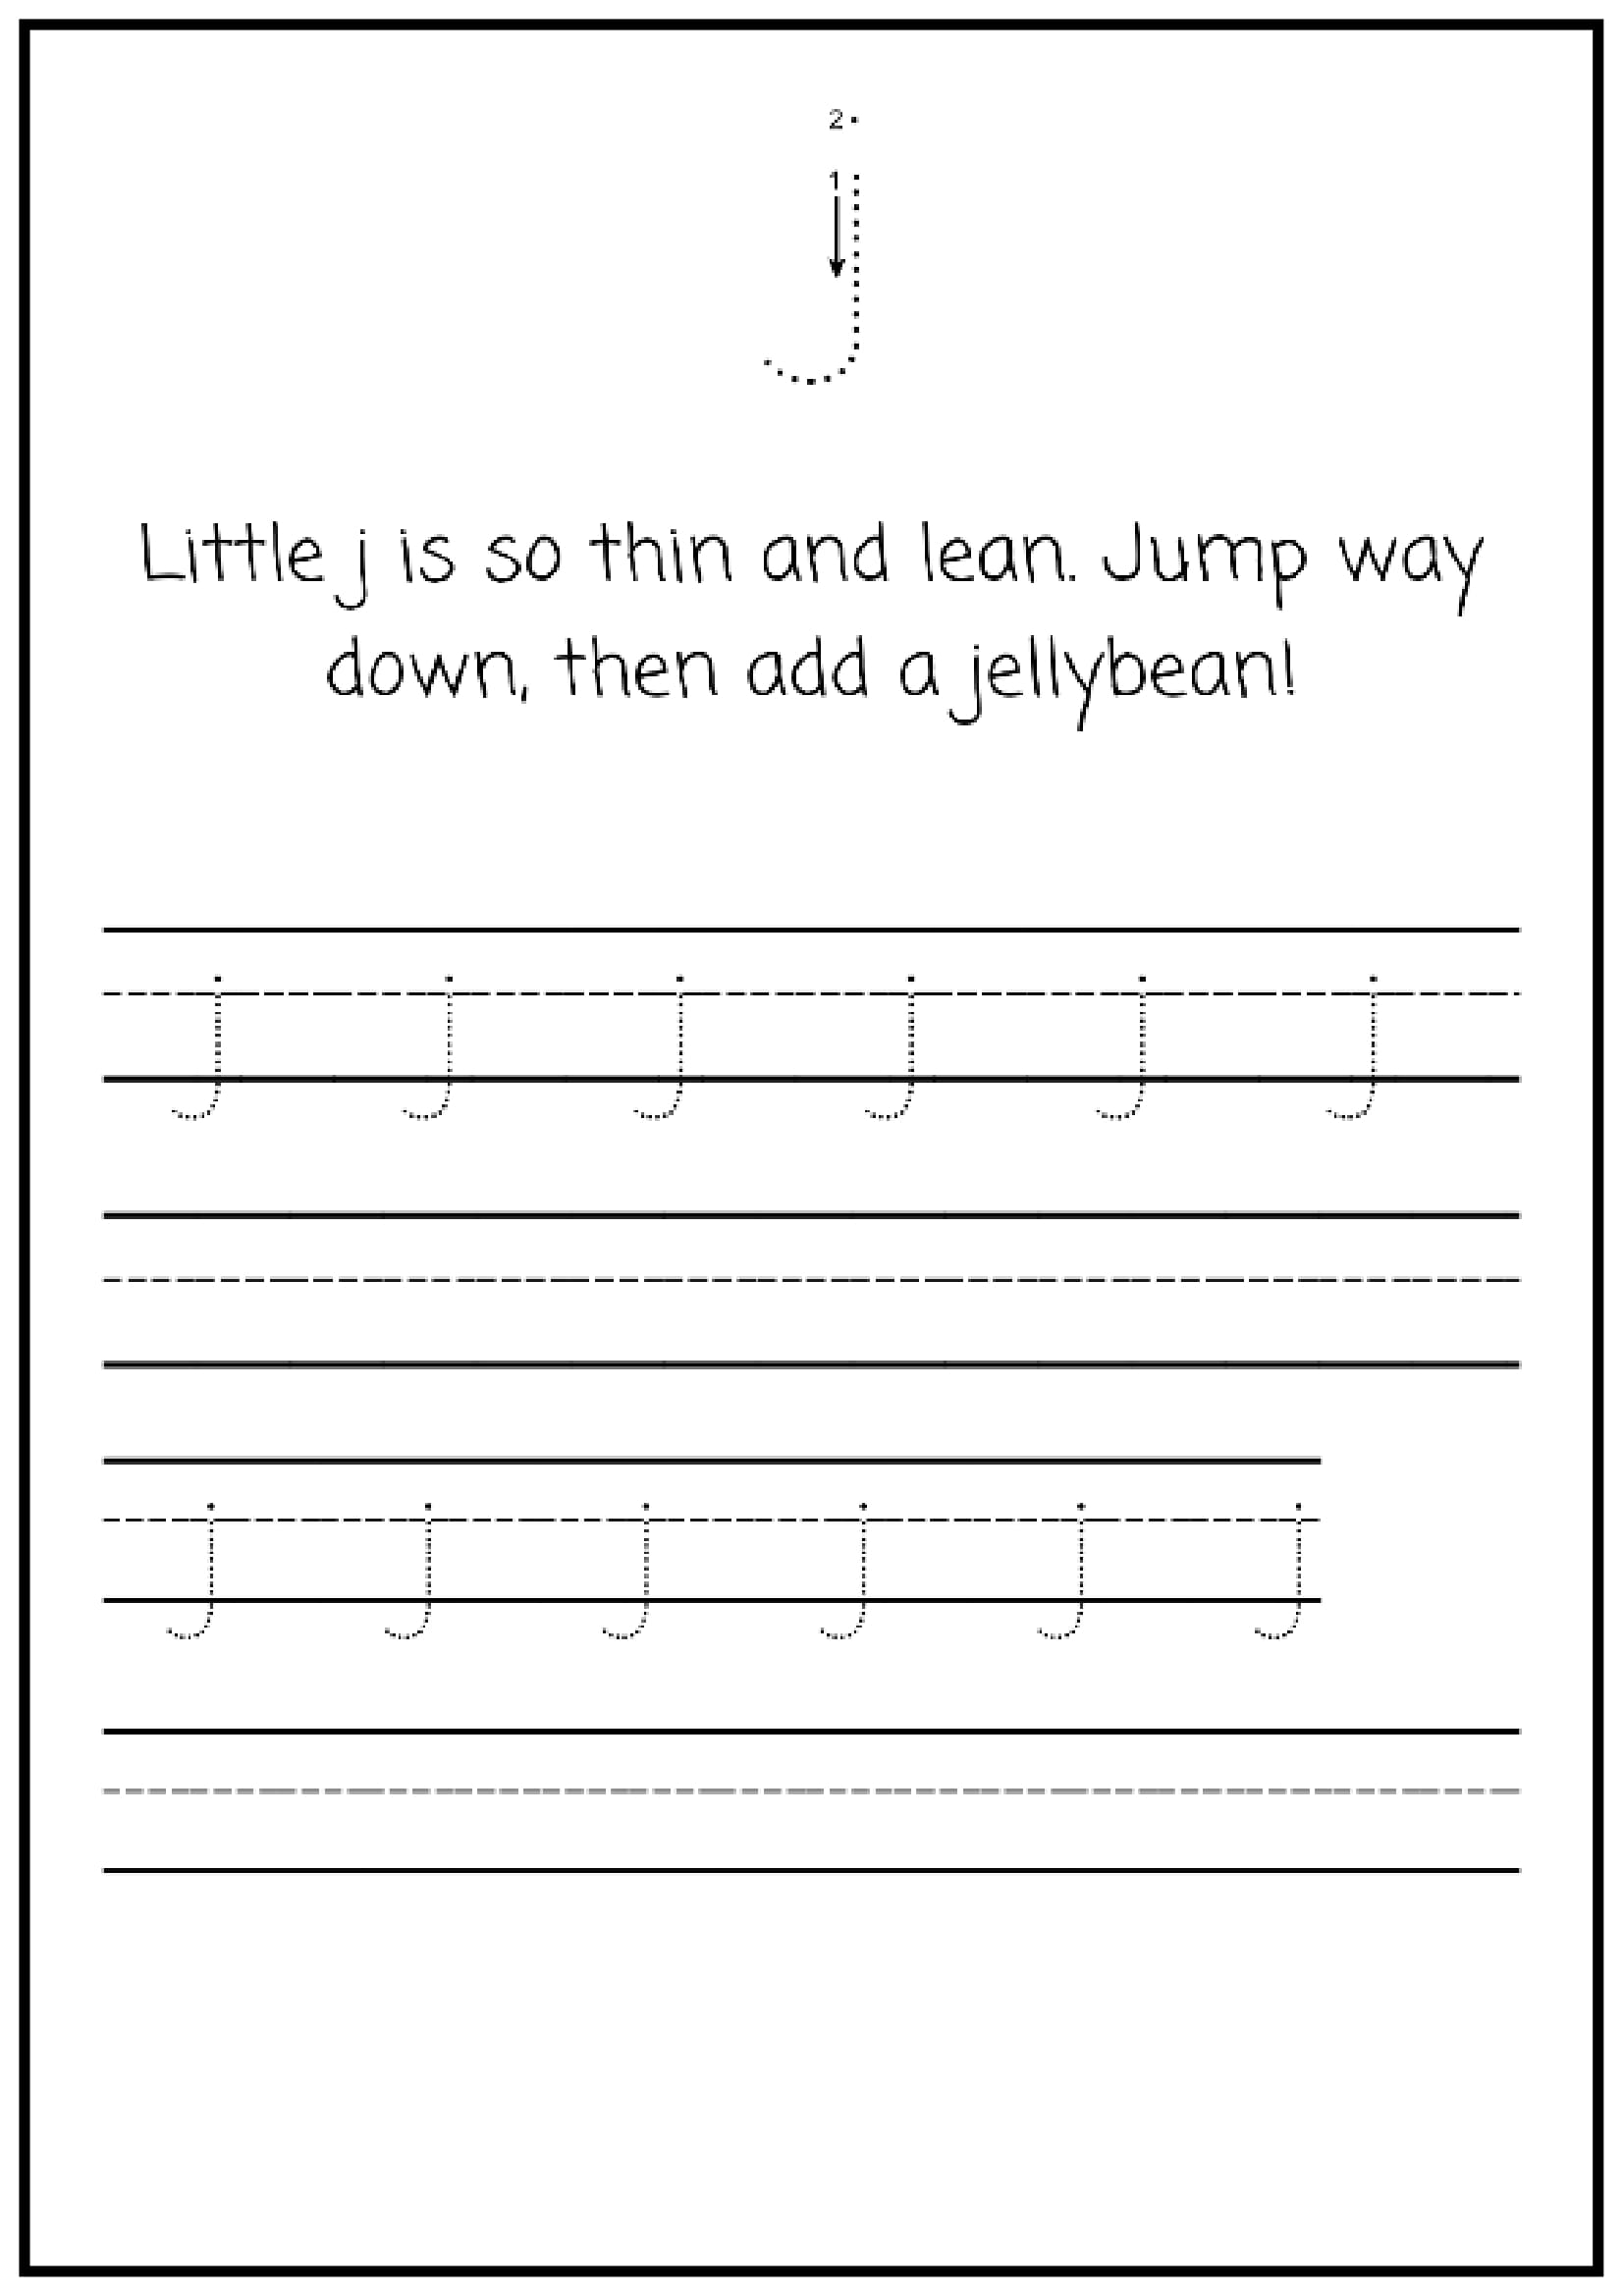 2
1
j
Little j is so thin and lean. Jump way
down, then add a jellybean!
j j j j j j
j j j j j j